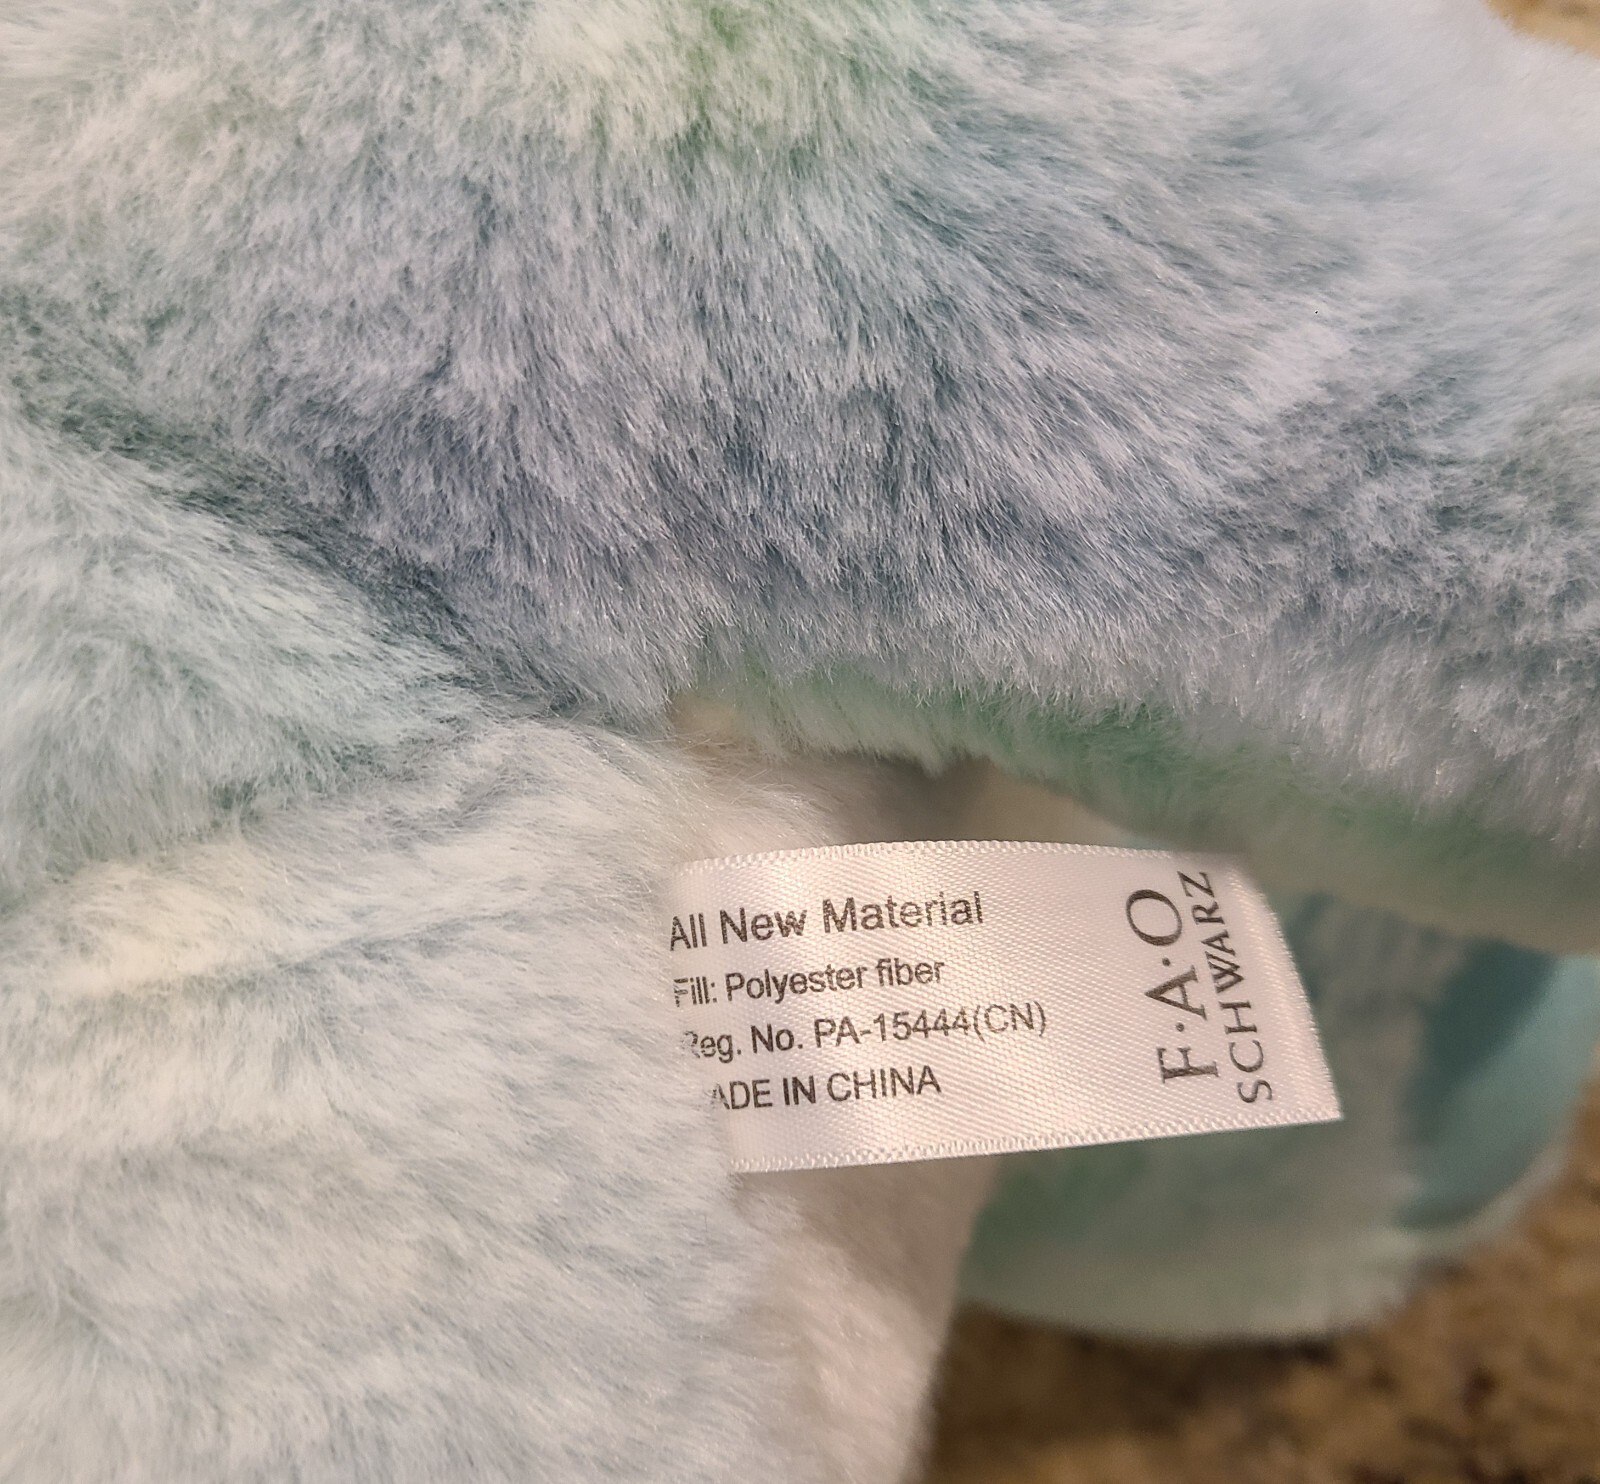 All New Material
Fill: Polyester fiber
Reg. No. PA-15444(CN)
ADE IN CHINA
F·A·O
SCHWARZ